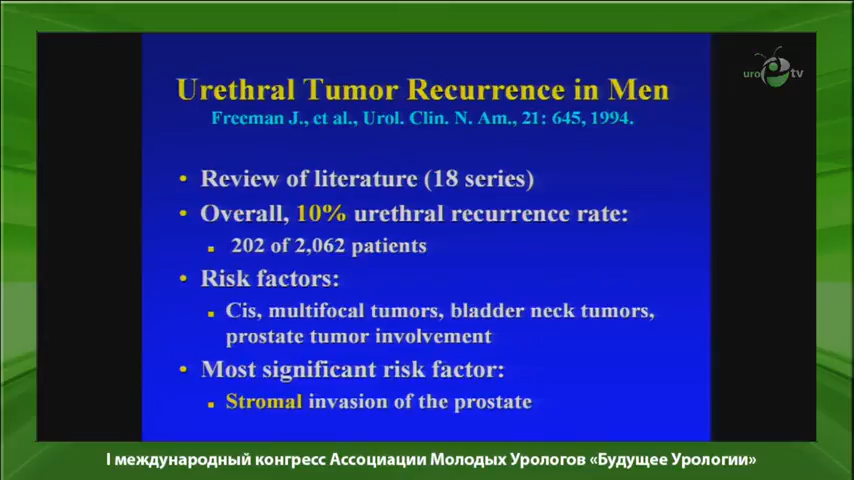 uro tv
Urethral Tumor Recurrence in Men
Freeman J., et al., Urol. Clin. N. Am., 21: 645, 1994.
• Review of literature (18 series)
• Overall, 10% urethral recurrence rate:
▪ 202 of 2,062 patients
• Risk factors:
▪ Cis, multifocal tumors, bladder neck tumors,
prostate tumor involvement
• Most significant risk factor:
▪ Stromal invasion of the prostate
I международный конгресс Ассоциации Молодых Урологов «Будущее Урологии»